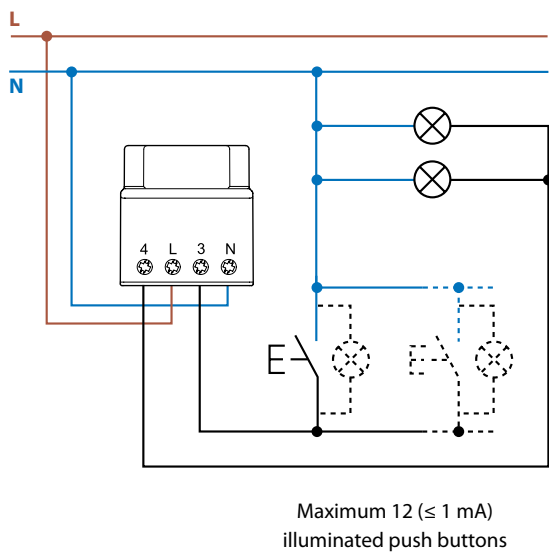 L
N
4 L 3 N
Maximum 12 (≤ 1 mA)
illuminated push buttons